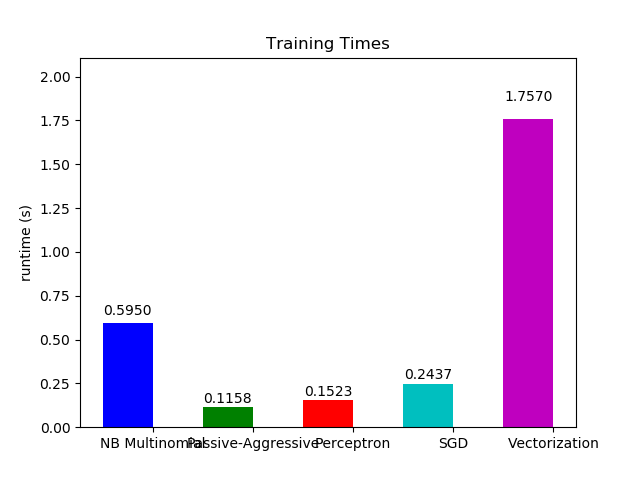 Training Times
runtime (s)
2.00
1.75
1.50
1.25
1.00
0.75
0.50
0.25
0.00
0.5950
0.1158
0.1523
0.2437
1.7570
NB Multinomial
Passive-Aggressive
Perceptron
SGD
Vectorization